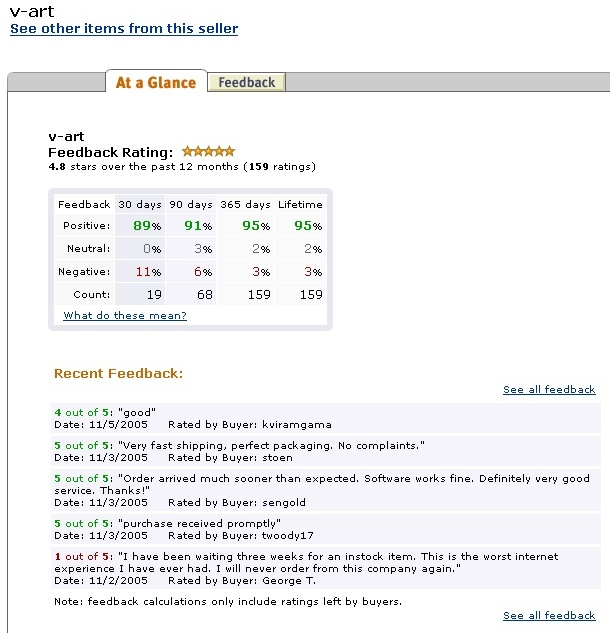 v-art
See other items from this seller
At a Glance Feedback
v-art
Feedback Rating:
4.8 stars over the past 12 months (159 ratings)
Feedback 30 days 90 days 365 days Lifetime
Positive: 89% 91% 95% 95%
Neutral: 0% 3% 2% 2%
Negative: 11% 6% 3% 3%
Count: 19 68 159 159
What do these mean?
Recent Feedback:
See all feedback
4 out of 5: "good"
Date: 11/5/2005 Rated by Buyer: kviramgama
5 out of 5: "Very fast shipping, perfect packaging. No complaints."
Date: 11/3/2005 Rated by Buyer: stoen
5 out of 5: "Order arrived much sooner than expected. Software works fine. Definitely very good
service. Thanks!"
Date: 11/3/2005 Rated by Buyer: sengold
5 out of 5: "purchase received promptly"
Date: 11/3/2005 Rated by Buyer: twoody17
1 out of 5: "I have been waiting three weeks for an instock item. This is the worst internet
experience I have ever had. I will never order from this company again."
Date: 11/2/2005 Rated by Buyer: George T.
Note: feedback calculations only include ratings left by buyers.
See all feedback